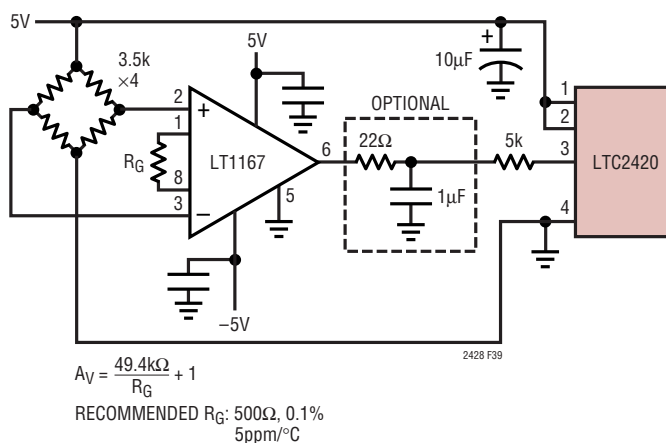 5V
3.5k
×4
5V
10µF
+
OPTIONAL
2
+
1
RG
8
3
–
LT1167
6
5
22Ω
1µF
5k
1
2
3
4
LTC2420
–5V
2428 F39
AV = 49.4kΩ / RG + 1
RECOMMENDED RG: 500Ω, 0.1%
5ppm/°C